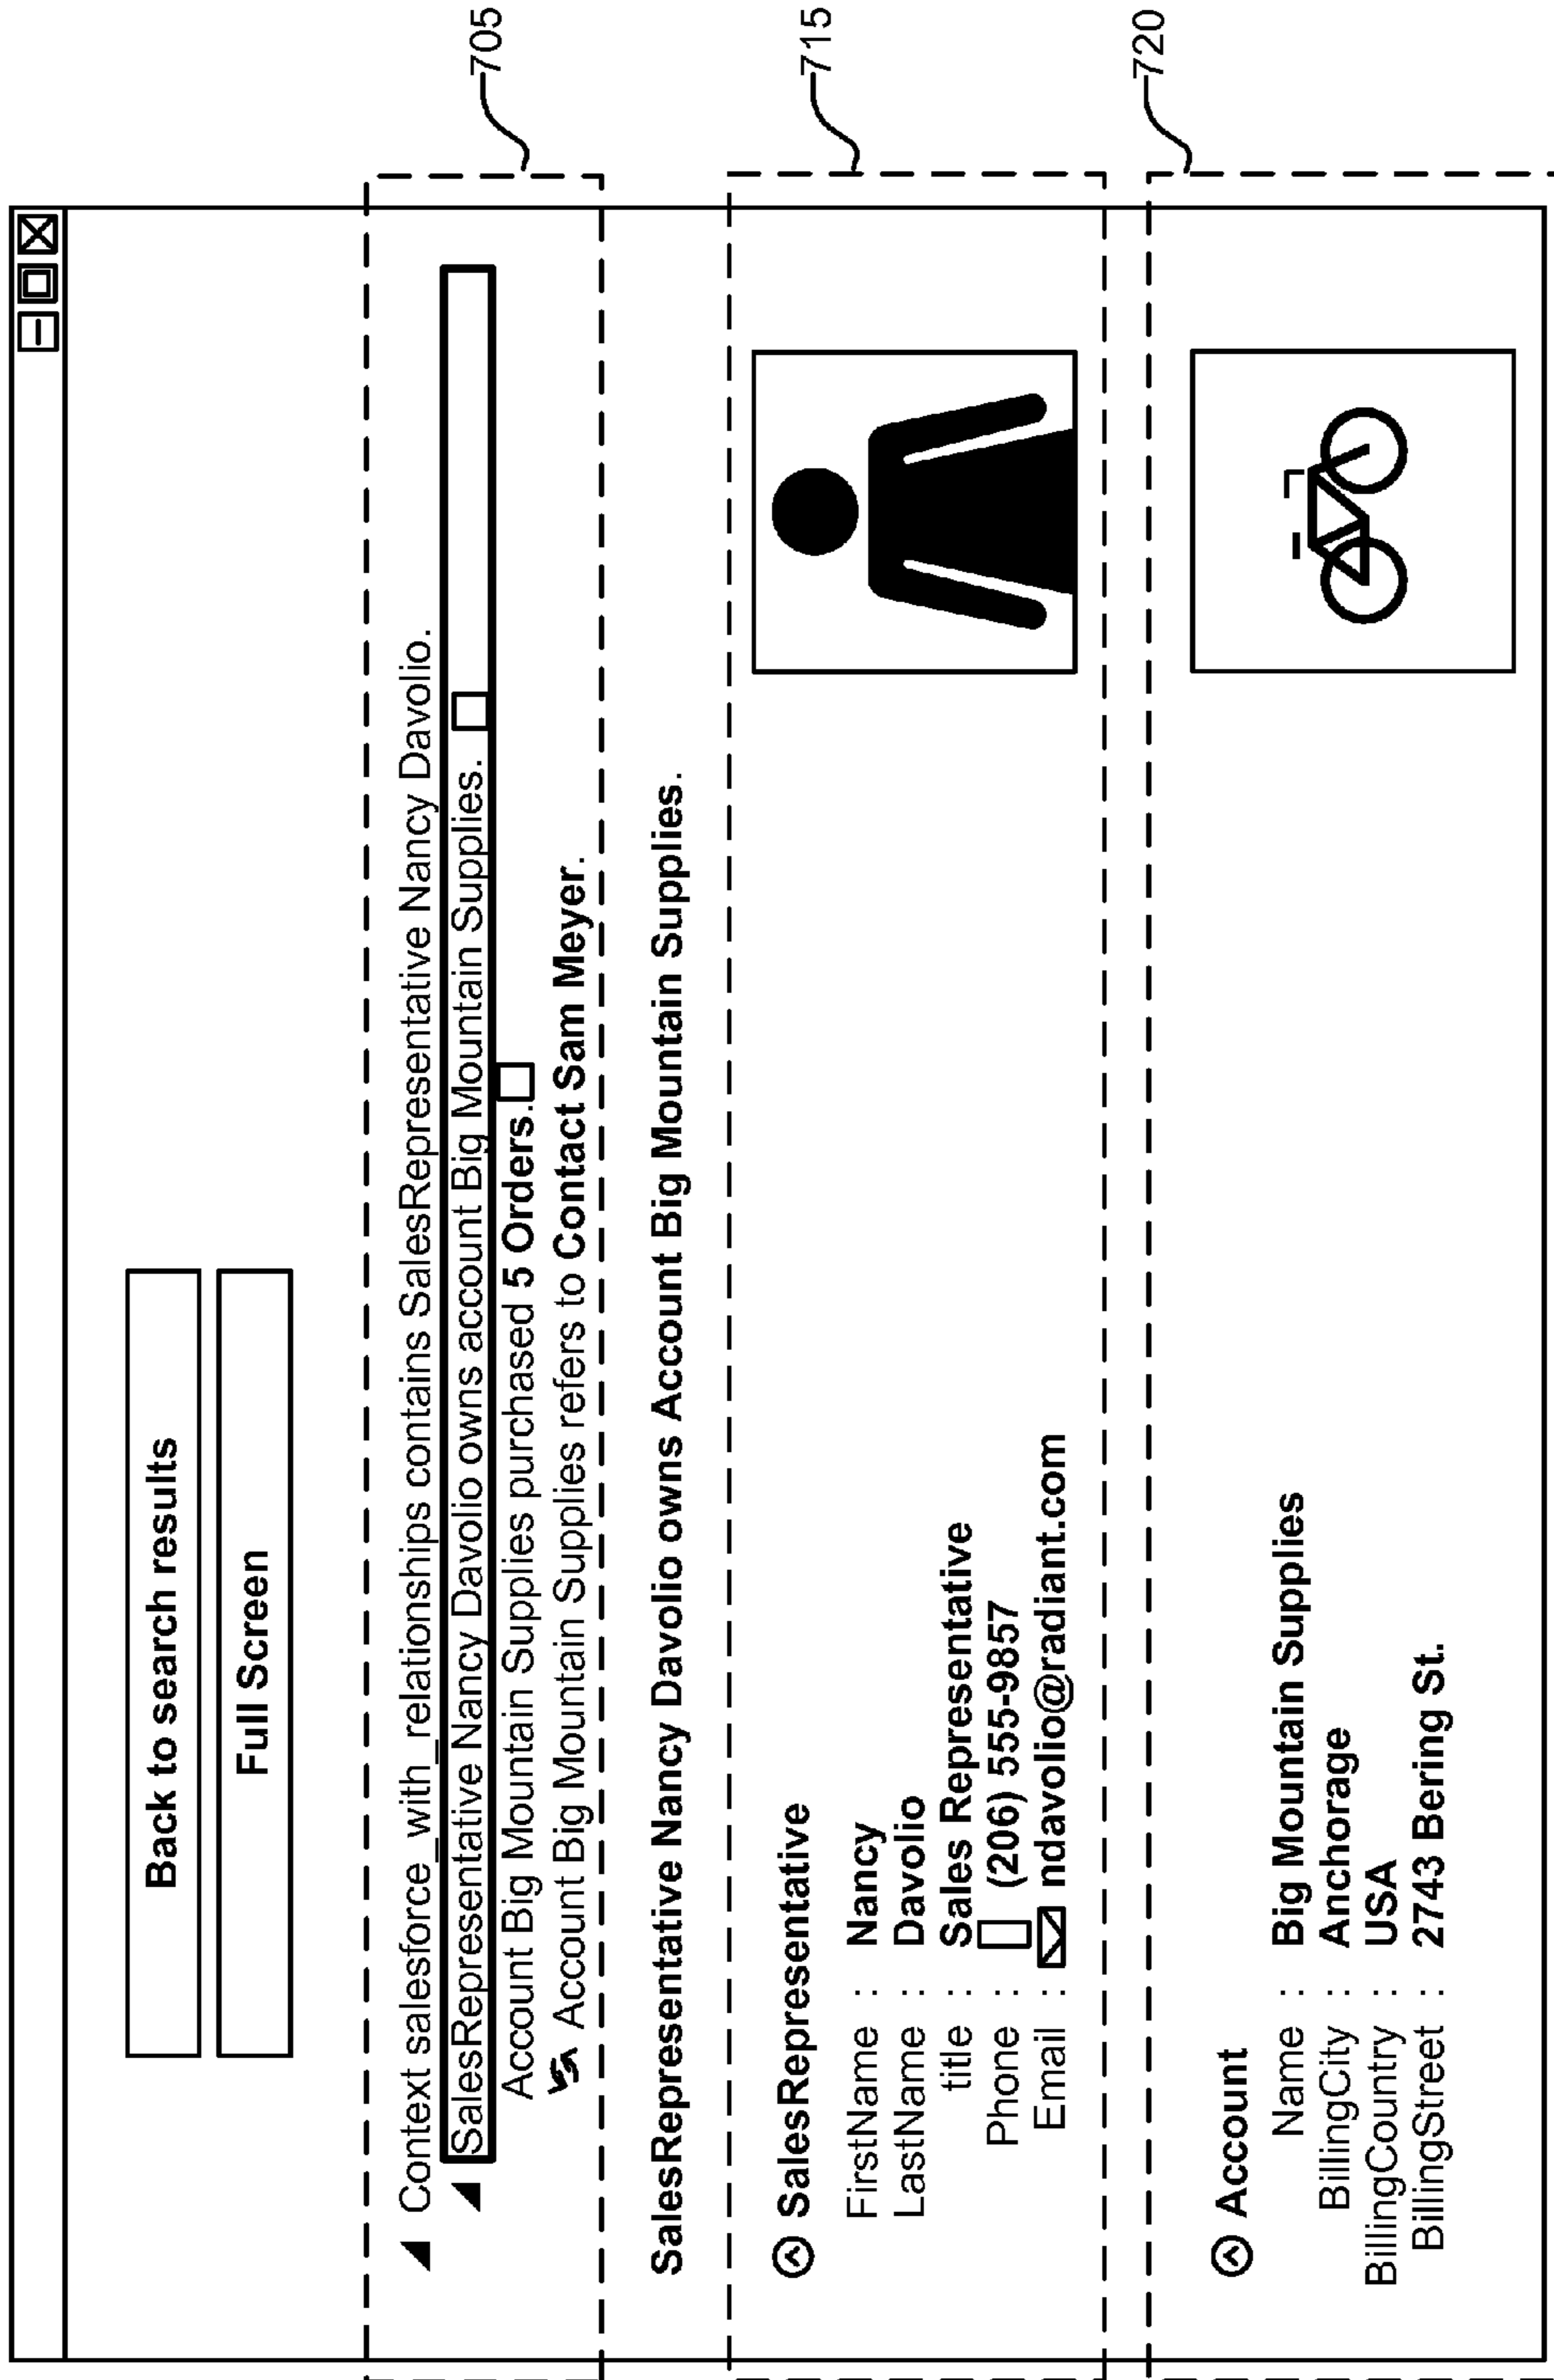 Back to search results
Full Screen
Context salesforce_with_relationships contains SalesRepresentative Nancy Davolio.
SalesRepresentative Nancy Davolio owns account Big Mountain Supplies.
Account Big Mountain Supplies purchased 5 Orders.
Account Big Mountain Supplies refers to Contact Sam Meyer.
705
SalesRepresentative Nancy Davolio owns Account Big Mountain Supplies.
715
SalesRepresentative
FirstName : Nancy
LastName : Davolio
title : Sales Representative
Phone : (206) 555-9857
Email : ndavolio@radiant.com
720
Account
Name : Big Mountain Supplies
BillingCity : Anchorage
BillingCountry : USA
BillingStreet : 2743 Bering St.